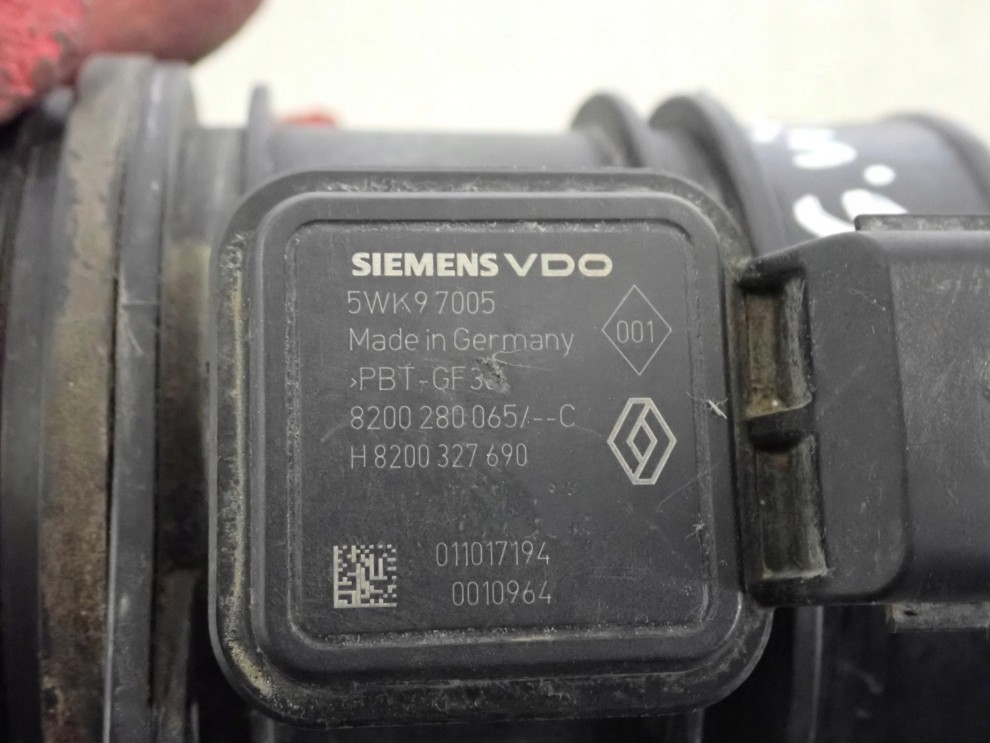 SIEMENS VDO
5WK9 7005
Made in Germany
001
8200 280 065/--C
H 8200 327 690
011017194
0010964